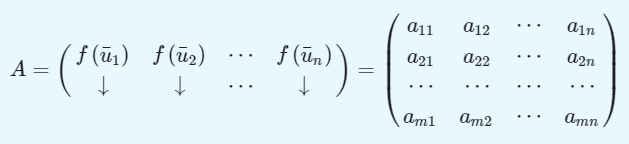 A = ( f(ū₁) f(ū₂) ⋯ f(ūₙ) ) = ( a₁₁ a₁₂ ⋯ a₁ₙ
↓ ↓ ⋯ ↓ a₂₁ a₂₂ ⋯ a₂ₙ
⋯ ⋯ ⋯ ⋯
aₘ₁ aₘ₂ ⋯ aₘₙ )